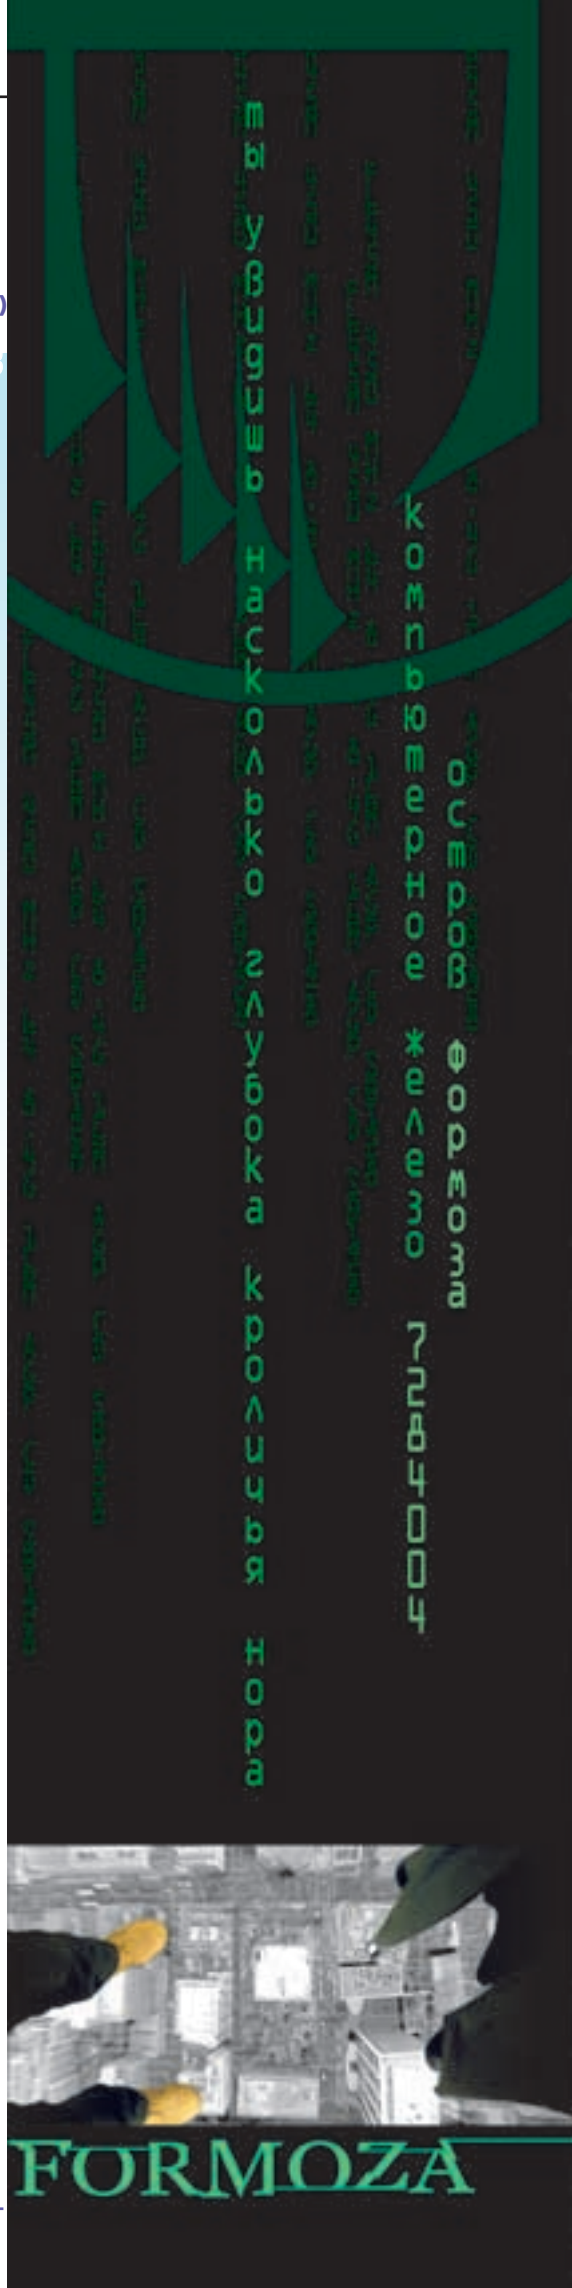 ты увидишь насколько глубока кроличья нора
компьютерное железо 7284004
остров Формоза
FORMOZA